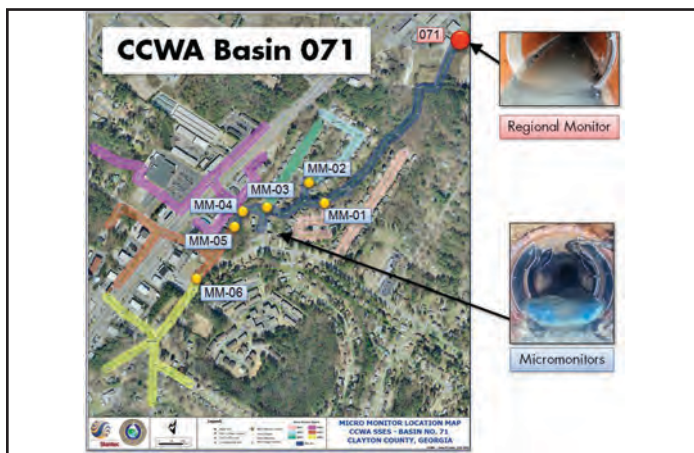 CCWA Basin 071
071
Regional Monitor
MM-02
MM-03
MM-04
MM-01
MM-05
MM-06
Micromonitors
MICRO MONITOR LOCATION MAP
CCWA SSES - BASIN NO. 71
CLAYTON COUNTY, GEORGIA